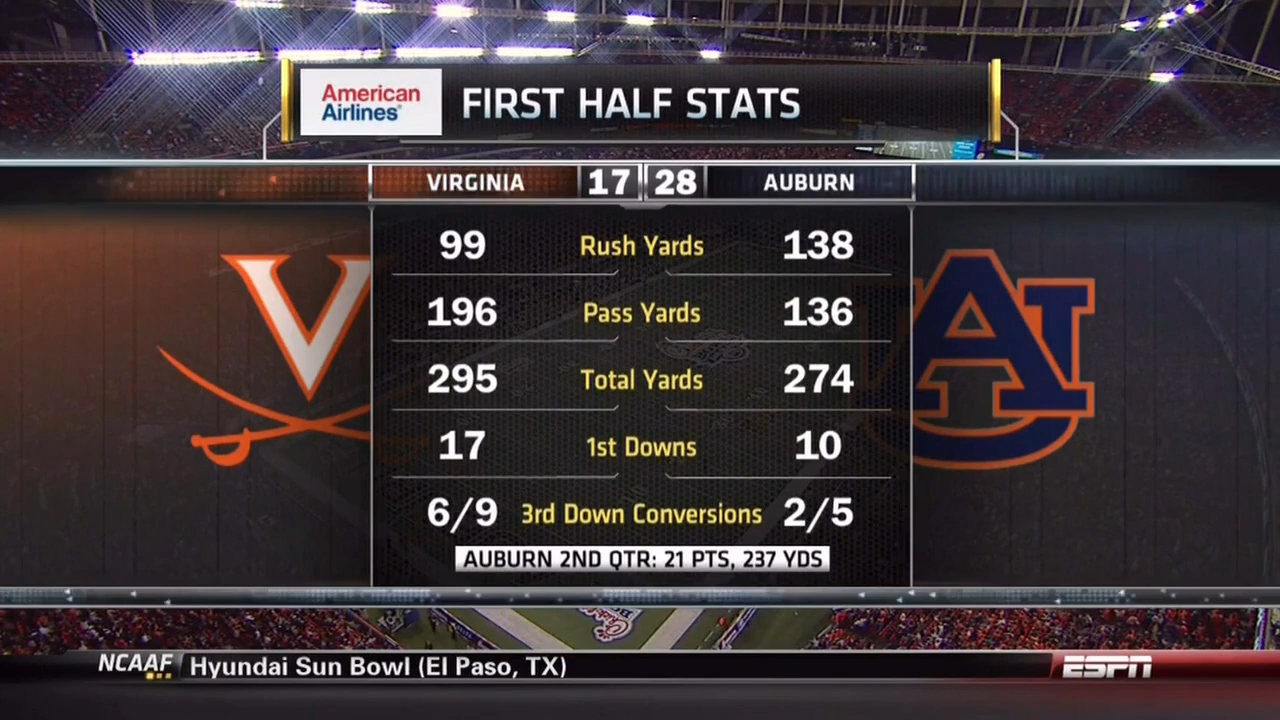 American
Airlines
FIRST HALF STATS
VIRGINIA 17 28 AUBURN
99 Rush Yards 138
196 Pass Yards 136
295 Total Yards 274
17 1st Downs 10
6/9 3rd Down Conversions 2/5
AUBURN 2ND QTR: 21 PTS, 237 YDS
NCAAF Hyundai Sun Bowl (El Paso, TX) ESPN